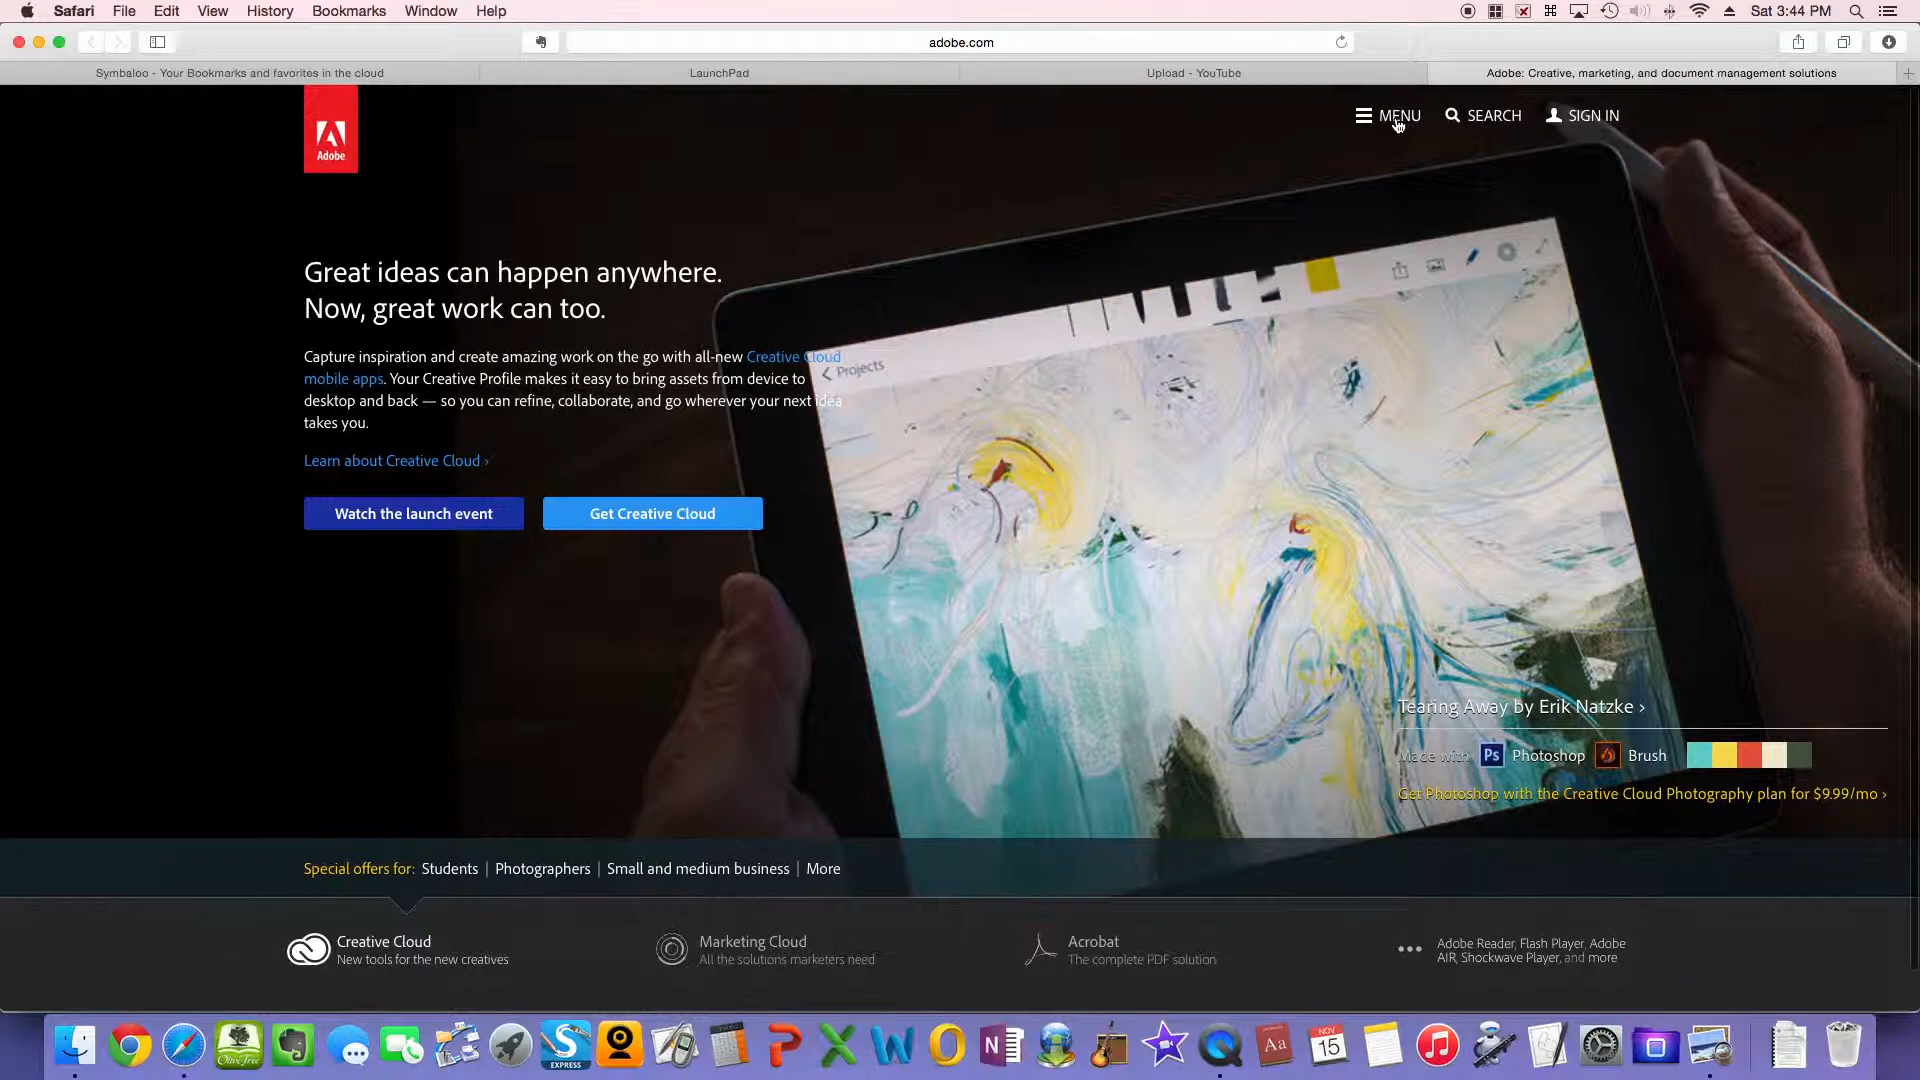 Safari File Edit View History Bookmarks Window Help Sat 3:44 PM
adobe.com
Symbaloo - Your Bookmarks and favorites in the cloud LaunchPad Upload - YouTube Adobe: Creative, marketing, and document management solutions
MENU SEARCH SIGN IN
Adobe
Great ideas can happen anywhere.
Now, great work can too.
Capture inspiration and create amazing work on the go with all-new Creative Cloud
mobile apps. Your Creative Profile makes it easy to bring assets from device to
desktop and back — so you can refine, collaborate, and go wherever your next idea
takes you.
Learn about Creative Cloud ›
Watch the launch event Get Creative Cloud
Projects
Tearing Away by Erik Natzke ›
Made with Ps Photoshop Brush
Get Photoshop with the Creative Cloud Photography plan for $9.99/mo ›
Special offers for: Students | Photographers | Small and medium business | More
Creative Cloud
New tools for the new creatives
Marketing Cloud
All the solutions marketers need
Acrobat
The complete PDF solution
Adobe Reader, Flash Player, Adobe
AIR, Shockwave Player, and more
OliveTree
S
EXPRESS
P
X
W
O
N
Aa
NOV
15